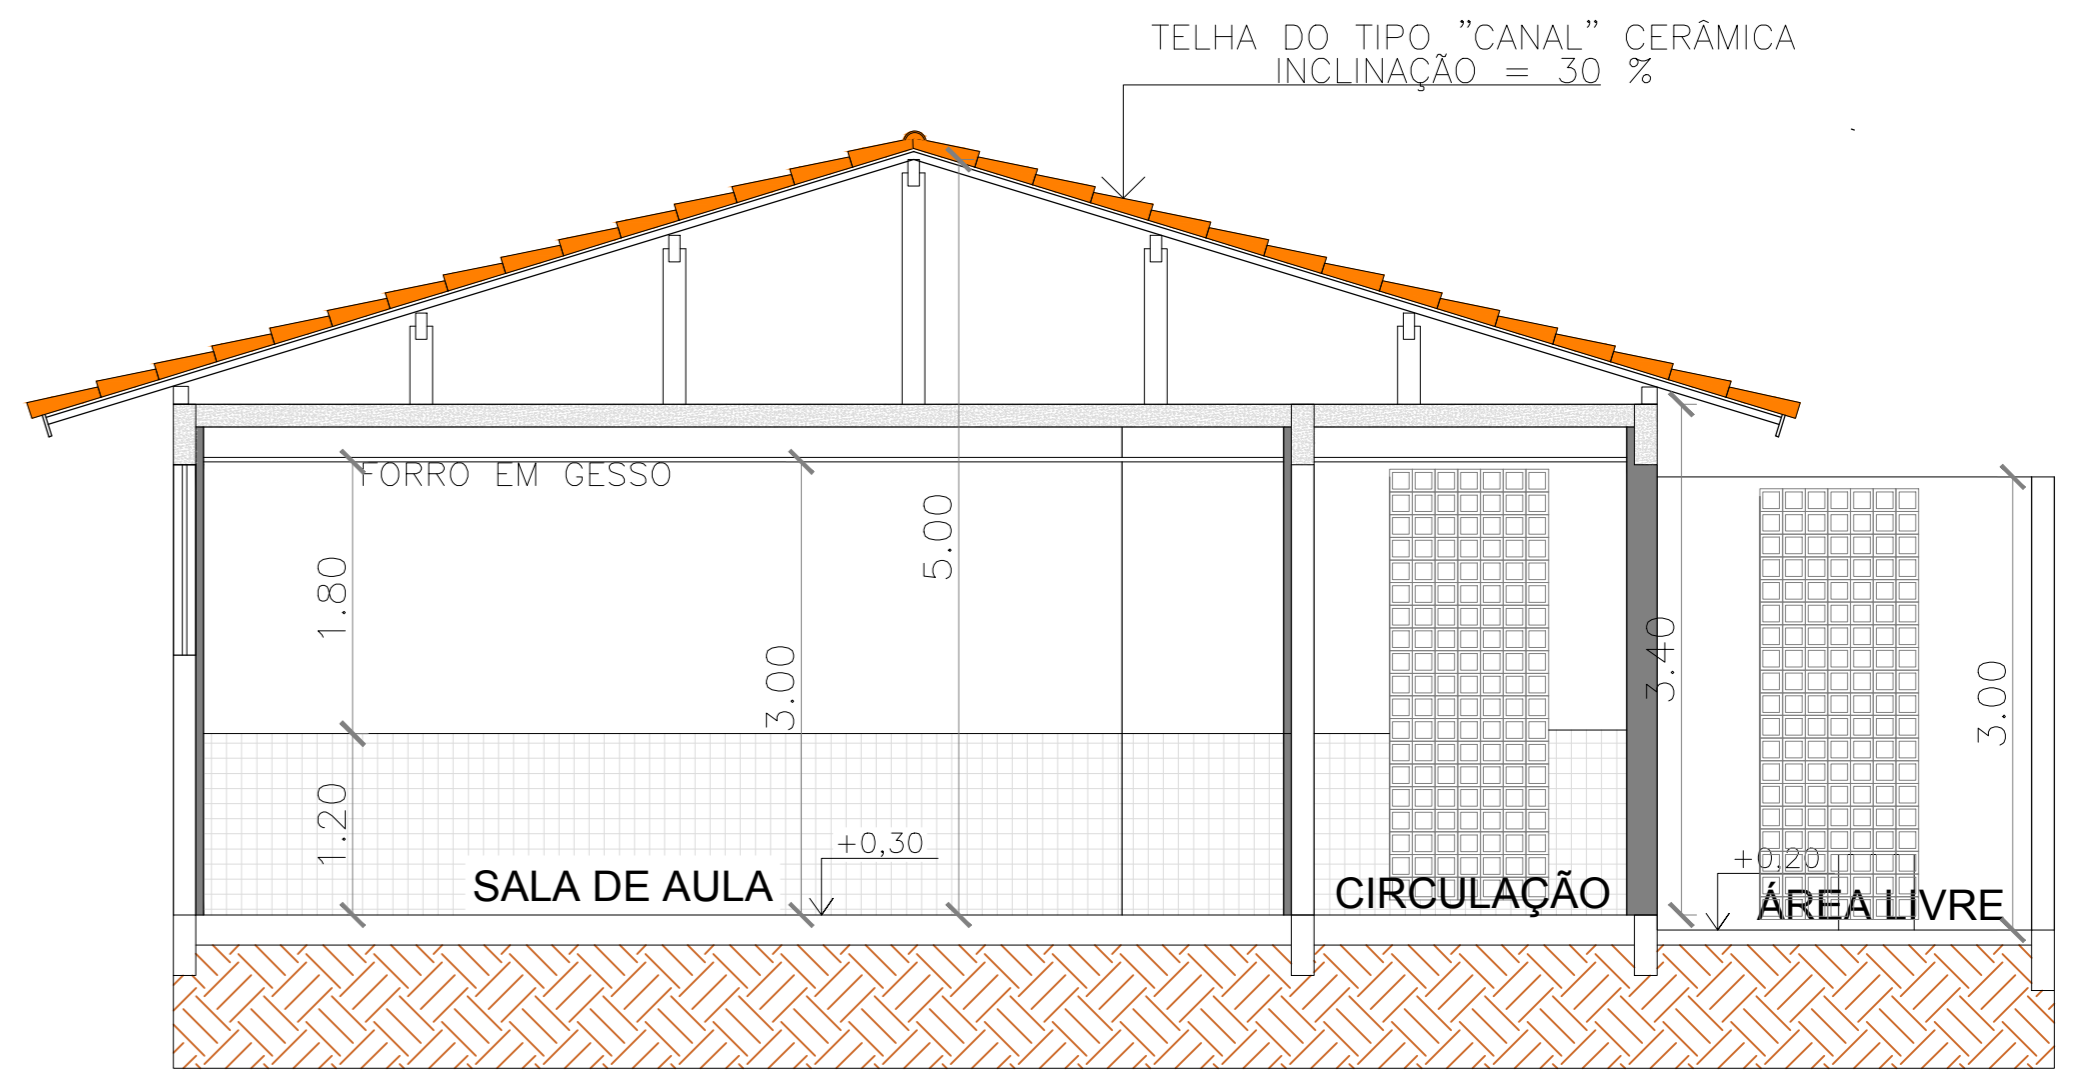 TELHA DO TIPO "CANAL" CERÂMICA
INCLINAÇÃO = 30 %
FORRO EM GESSO
1.80
3.00
5.00
3.40
3.00
1.20
+0,30
+0,20
SALA DE AULA
CIRCULAÇÃO
ÁREA LIVRE